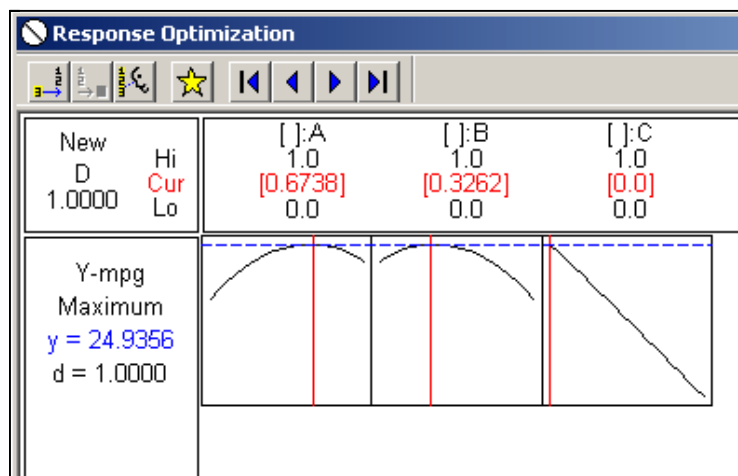 Response Optimization
New
D
1.0000
Hi
Cur
Lo
[ ]:A [ ]:B [ ]:C
1.0 1.0 1.0
[0.6738] [0.3262] [0.0]
0.0 0.0 0.0
Y-mpg
Maximum
y = 24.9356
d = 1.0000